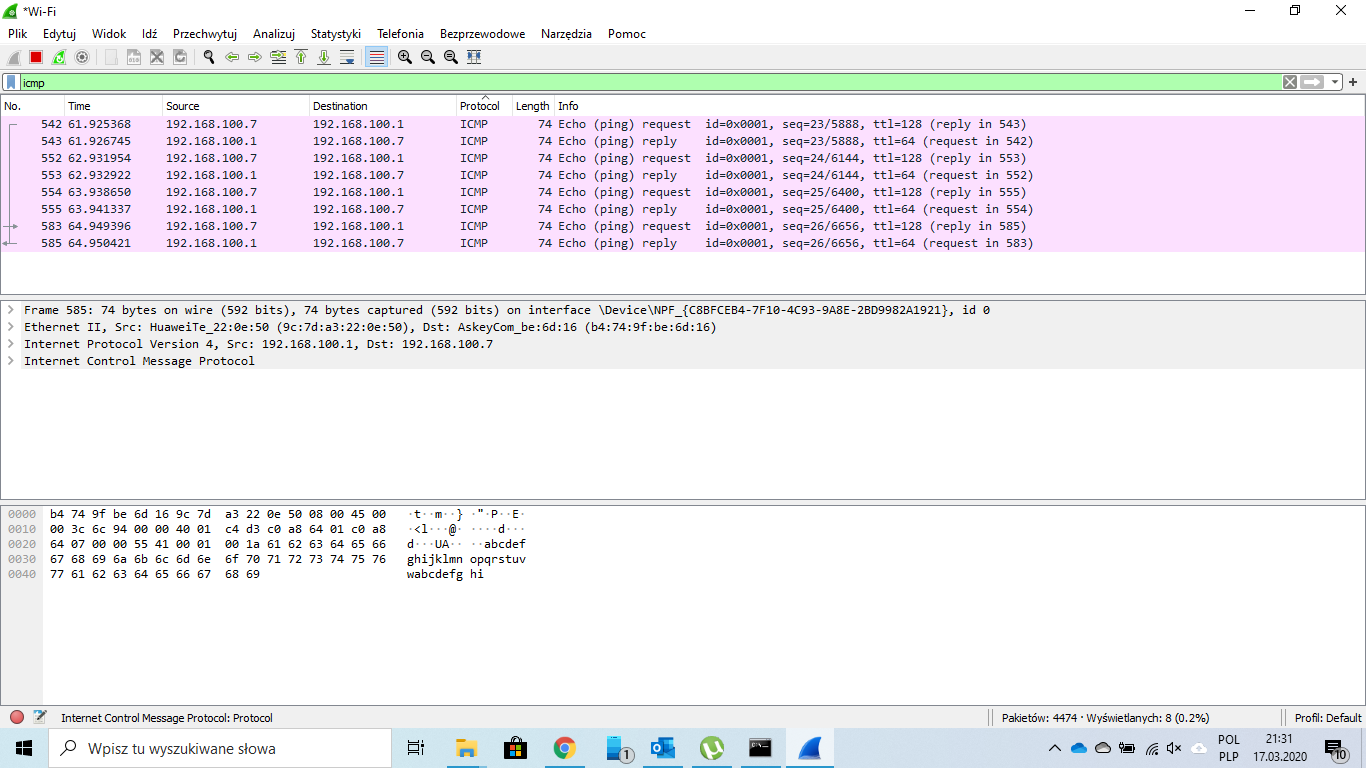 *Wi-Fi
Plik Edytuj Widok Idź Przechwytuj Analizuj Statystyki Telefonia Bezprzewodowe Narzędzia Pomoc
icmp
No. Time Source Destination Protocol Length Info
542 61.925368 192.168.100.7 192.168.100.1 ICMP 74 Echo (ping) request id=0x0001, seq=23/5888, ttl=128 (reply in 543)
543 61.926745 192.168.100.1 192.168.100.7 ICMP 74 Echo (ping) reply id=0x0001, seq=23/5888, ttl=64 (request in 542)
552 62.931954 192.168.100.7 192.168.100.1 ICMP 74 Echo (ping) request id=0x0001, seq=24/6144, ttl=128 (reply in 553)
553 62.932922 192.168.100.1 192.168.100.7 ICMP 74 Echo (ping) reply id=0x0001, seq=24/6144, ttl=64 (request in 552)
554 63.938650 192.168.100.7 192.168.100.1 ICMP 74 Echo (ping) request id=0x0001, seq=25/6400, ttl=128 (reply in 555)
555 63.941337 192.168.100.1 192.168.100.7 ICMP 74 Echo (ping) reply id=0x0001, seq=25/6400, ttl=64 (request in 554)
583 64.949396 192.168.100.7 192.168.100.1 ICMP 74 Echo (ping) request id=0x0001, seq=26/6656, ttl=128 (reply in 585)
585 64.950421 192.168.100.1 192.168.100.7 ICMP 74 Echo (ping) reply id=0x0001, seq=26/6656, ttl=64 (request in 583)
Frame 585: 74 bytes on wire (592 bits), 74 bytes captured (592 bits) on interface \Device\NPF_{C8BFCEB4-7F10-4C93-9A8E-2BD9982A1921}, id 0
Ethernet II, Src: HuaweiTe_22:0e:50 (9c:7d:a3:22:0e:50), Dst: AskeyCom_be:6d:16 (b4:74:9f:be:6d:16)
Internet Protocol Version 4, Src: 192.168.100.1, Dst: 192.168.100.7
Internet Control Message Protocol
0000 b4 74 9f be 6d 16 9c 7d a3 22 0e 50 08 00 45 00 ·t··m··} ·"·P··E·
0010 00 3c 6c 94 00 00 40 01 c4 d3 c0 a8 64 01 c0 a8 ·<l···@· ····d···
0020 64 07 00 00 55 41 00 01 00 1a 61 62 63 64 65 66 d···UA·· ··abcdef
0030 67 68 69 6a 6b 6c 6d 6e 6f 70 71 72 73 74 75 76 ghijklmn opqrstuv
0040 77 61 62 63 64 65 66 67 68 69 wabcdefg hi
Internet Control Message Protocol: Protocol Pakietów: 4474 · Wyświetlanych: 8 (0.2%) Profil: Default
Wpisz tu wyszukiwane słowa 1 POL 21:31
PLP 17.03.2020 10